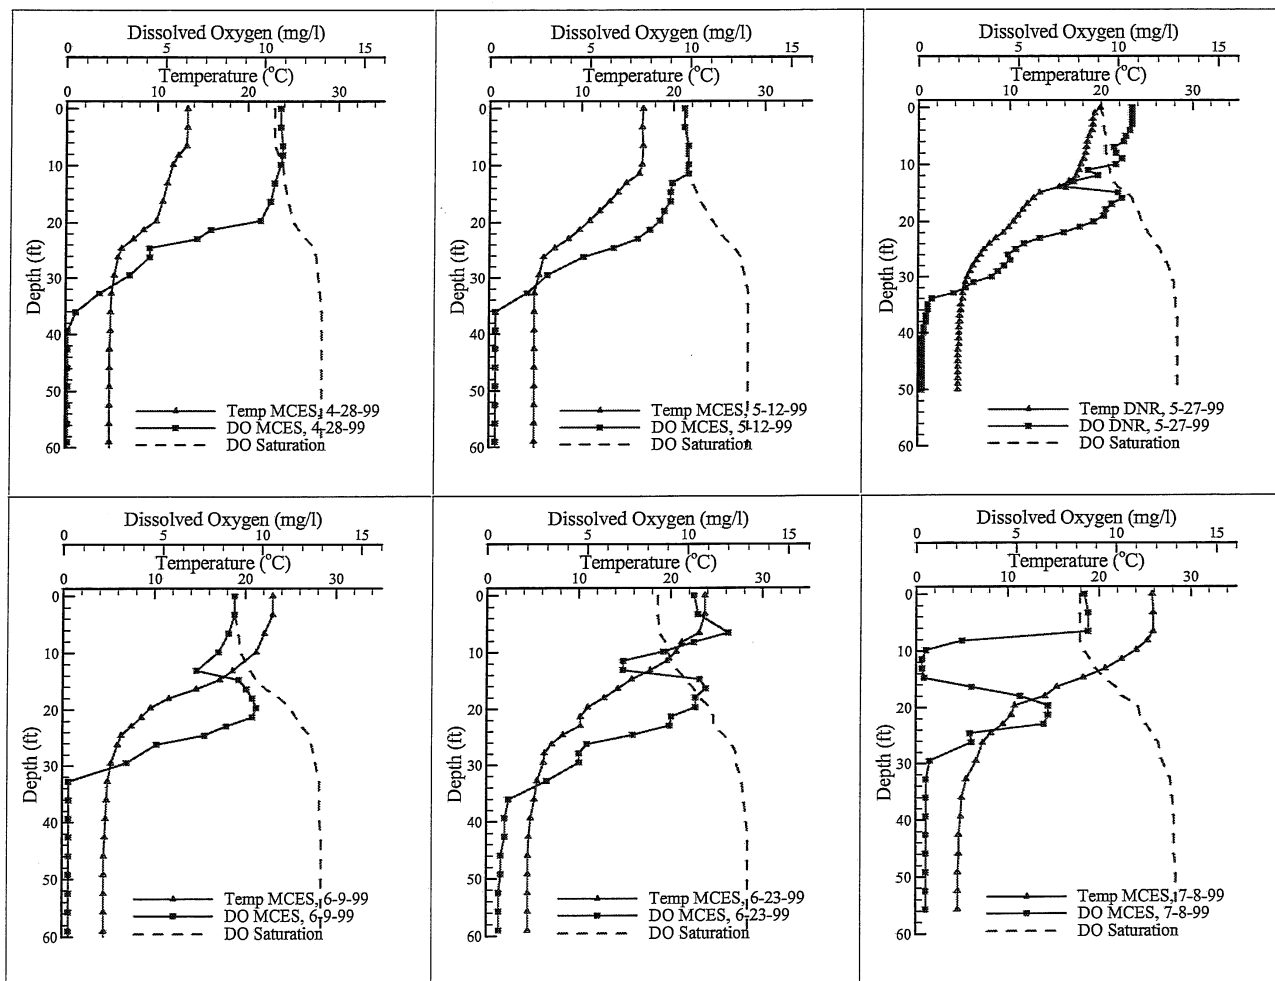 Dissolved Oxygen (mg/l)
0 5 10 15
Temperature (°C)
0 10 20 30
0
10
20
30
40
50
60
Depth (ft)
Temp MCES, 4-28-99
DO MCES, 4-28-99
DO Saturation
Dissolved Oxygen (mg/l)
0 5 10 15
Temperature (°C)
0 10 20 30
0
10
20
30
40
50
60
Depth (ft)
Temp MCES, 5-12-99
DO MCES, 5-12-99
DO Saturation
Dissolved Oxygen (mg/l)
0 5 10 15
Temperature (°C)
0 10 20 30
0
10
20
30
40
50
60
Depth (ft)
Temp DNR, 5-27-99
DO DNR, 5-27-99
DO Saturation
Dissolved Oxygen (mg/l)
0 5 10 15
Temperature (°C)
0 10 20 30
0
10
20
30
40
50
60
Depth (ft)
Temp MCES, 6-9-99
DO MCES, 6-9-99
DO Saturation
Dissolved Oxygen (mg/l)
0 5 10 15
Temperature (°C)
0 10 20 30
0
10
20
30
40
50
60
Depth (ft)
Temp MCES, 6-23-99
DO MCES, 6-23-99
DO Saturation
Dissolved Oxygen (mg/l)
0 5 10 15
Temperature (°C)
0 10 20 30
0
10
20
30
40
50
60
Depth (ft)
Temp MCES, 7-8-99
DO MCES, 7-8-99
DO Saturation